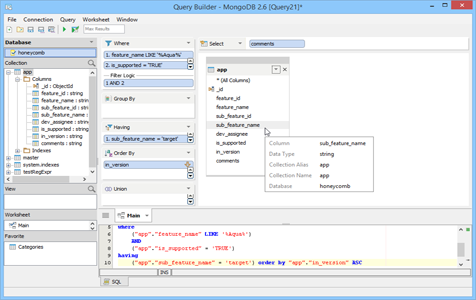 Query Builder - MongoDB 2.6 [Query21]*
File Connection Query Worksheet Window
Max Results
Database
honeycomb
Collection
app
Columns
_id : ObjectId
feature_id : string
feature_name : string
sub_feature_id : string
sub_feature_name : string
dev_assignee : string
is_supported : string
in_version : string
comments : string
Indexes
master
system.indexes
testRegExpr
View
Worksheet
Main
Favorite
Categories
Where
1. feature_name LIKE '%Aqua%'
2. is_supported = 'TRUE'
Filter Logic
1 AND 2
Group By
Having
1. sub_feature_name = 'target'
Order By
in_version
Union
Select
comments
app
* (All Columns)
_id
feature_id
feature_name
sub_feature_id
sub_feature_name
dev_assignee
is_supported
in_version
comments
Column sub_feature_name
Data Type string
Collection Alias app
Collection Name app
Database honeycomb
Main
5 where
6 ("app"."feature_name" LIKE '%Aqua%')
7 AND
8 ("app"."is_supported" = 'TRUE')
9 having
10 ("app"."sub_feature_name" = 'target') order by "app"."in_version" ASC
INS
SQL